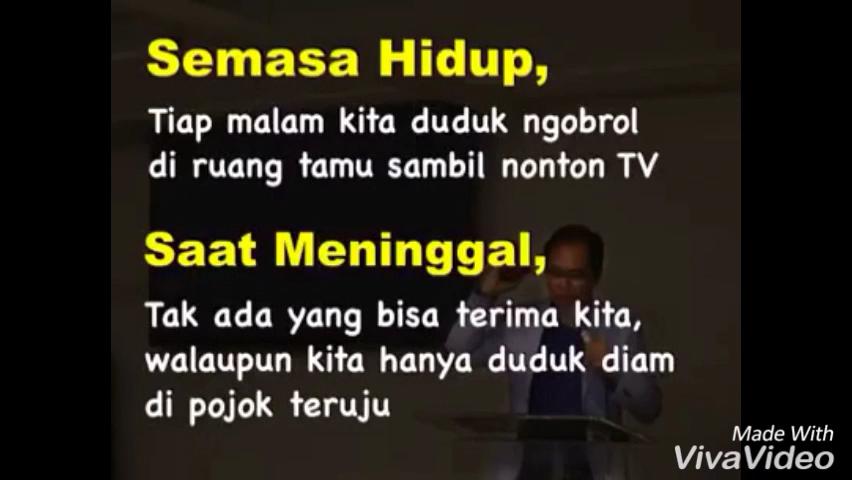 Semasa Hidup,
Tiap malam kita duduk ngobrol
di ruang tamu sambil nonton TV
Saat Meninggal,
Tak ada yang bisa terima kita,
walaupun kita hanya duduk diam
di pojok teruju
Made With
VivaVideo